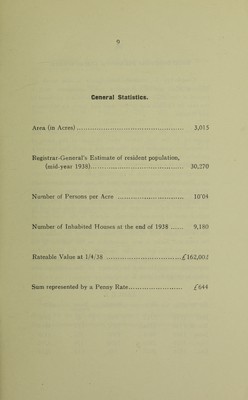 9
General Statistics.
Area (in Acres) ... 3,015
Registrar-General's Estimate of resident population,
(mid-year 1938) ... 30,270
Number of Persons per Acre ... 10'04
Number of Inhabited Houses at the end of 1938 ... 9,180
Rateable Value at 1/4/38 ... £162,002
Sum represented by a Penny Rate ... £644